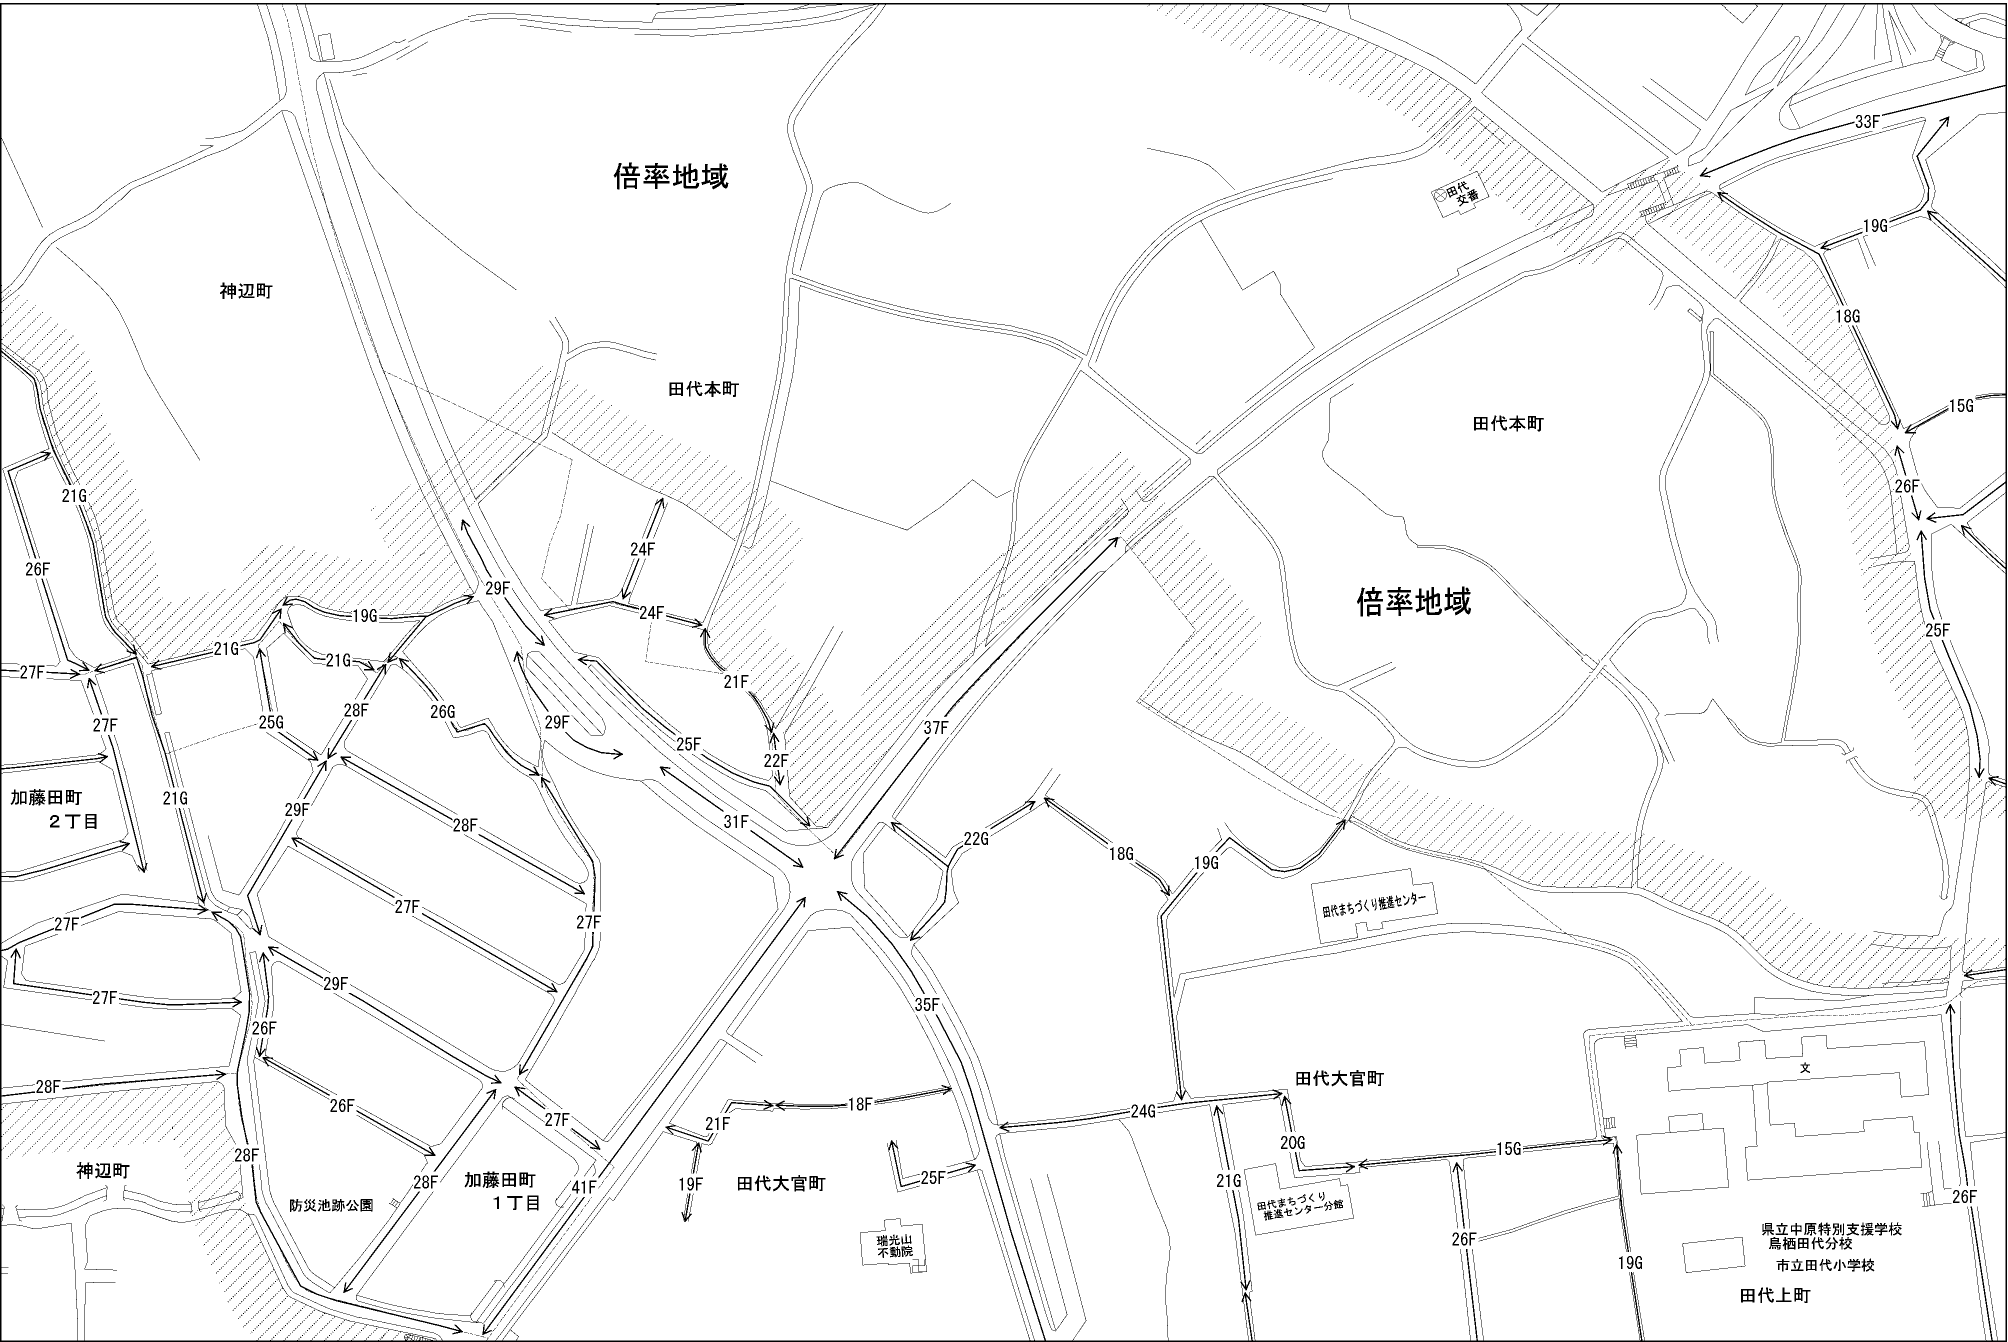 33F
倍率地域
田代
交番
19G
神辺町
18G
田代本町
15G
田代本町
21G
26F
24F
26F
29F
倍率地域
24F
19G
25F
21G
21G
27F
21F
28F
26G
27F
25G
29F
37F
25F
22F
加藤田町
2丁目
21G
29F
31F
28F
22G
18G
19G
27F
田代まちづくり推進センター
27F
27F
29F
27F
35F
26F
文
田代大官町
28F
26F
18F
24G
27F
21F
20G
15G
28F
神辺町
加藤田町
1丁目
28F
41F
19F
田代大官町
25F
21G
26F
防災池跡公園
田代まちづくり
推進センター分館
県立中原特別支援学校
鳥栖田代分校
26F
瑞光山
不動院
19G
市立田代小学校
田代上町